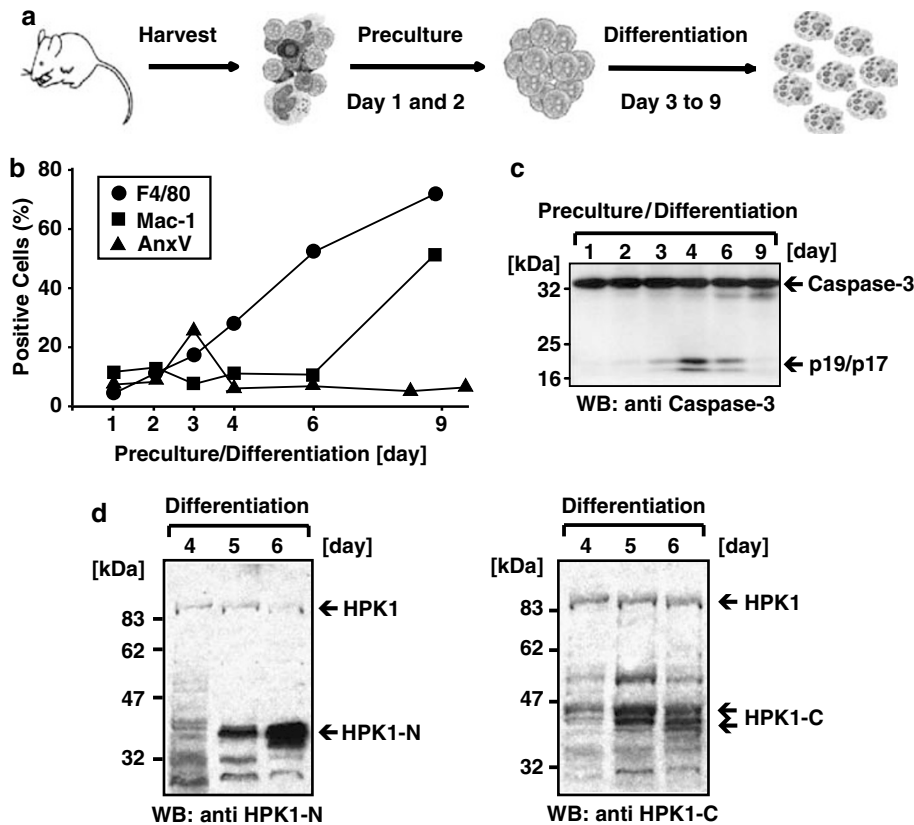 a
Harvest Preculture Differentiation
Day 1 and 2 Day 3 to 9
b
80
60
40
20
0
Positive Cells (%)
F4/80
Mac-1
AnxV
1 2 3 4 6 9
Preculture/Differentiation [day]
c
Preculture/Differentiation
1 2 3 4 6 9 [day]
[kDa]
32
25
16
Caspase-3
p19/p17
WB: anti Caspase-3
d
Differentiation
4 5 6 [day]
[kDa]
83
62
47
32
HPK1
HPK1-N
WB: anti HPK1-N
Differentiation
4 5 6 [day]
[kDa]
83
62
47
32
HPK1
HPK1-C
WB: anti HPK1-C